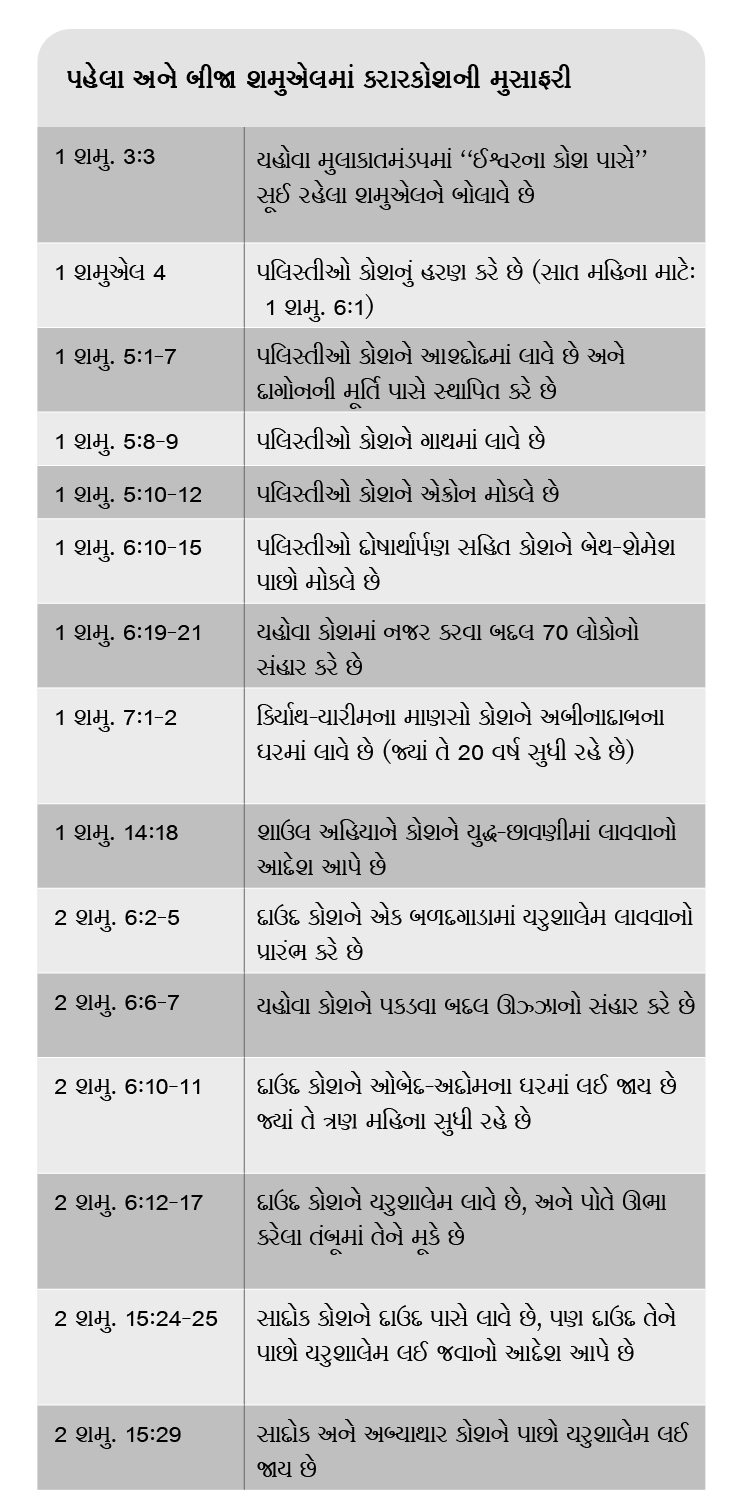 પહેલા અને બીજા શમુએલમાં કરારકોશની મુસાફરી
1 શમુ. 3:3
યહોવા મુલાકાતમંડપમાં ‘‘ઈશ્વરના કોશ પાસે’’
સૂઈ રહેલા શમુએલને બોલાવે છે
1 શમુએલ 4
પલિસ્તીઓ કોશનું હરણ કરે છે (સાત મહિના માટેઃ
1 શમુ. 6:1)
1 શમુ. 5:1-7
પલિસ્તીઓ કોશને આશ્દોદમાં લાવે છે અને
દાગોનની મૂર્તિ પાસે સ્થાપિત કરે છે
1 શમુ. 5:8-9
પલિસ્તીઓ કોશને ગાથમાં લાવે છે
1 શમુ. 5:10-12
પલિસ્તીઓ કોશને એક્રોન મોકલે છે
1 શમુ. 6:10-15
પલિસ્તીઓ દોષાર્થાર્પણ સહિત કોશને બેથ-શેમેશ
પાછો મોકલે છે
1 શમુ. 6:19-21
યહોવા કોશમાં નજર કરવા બદલ 70 લોકોનો
સંહાર કરે છે
1 શમુ. 7:1-2
કિર્યાથ-યારીમના માણસો કોશને અબીનાદાબના
ઘરમાં લાવે છે (જ્યાં તે 20 વર્ષ સુધી રહે છે)
1 શમુ. 14:18
શાઉલ અહિયાને કોશને યુદ્ધ-છાવણીમાં લાવવાનો
આદેશ આપે છે
2 શમુ. 6:2-5
દાઉદ કોશને એક બળદગાડામાં યરુશાલેમ લાવવાનો
પ્રારંભ કરે છે
2 શમુ. 6:6-7
યહોવા કોશને પકડવા બદલ ઊઝ્ઝાનો સંહાર કરે છે
2 શમુ. 6:10-11
દાઉદ કોશને ઓબેદ-અદોમના ઘરમાં લઈ જાય છે
જ્યાં તે ત્રણ મહિના સુધી રહે છે
2 શમુ. 6:12-17
દાઉદ કોશને યરુશાલેમ લાવે છે, અને પોતે ઊભા
કરેલા તંબૂમાં તેને મૂકે છે
2 શમુ. 15:24-25
સાદોક કોશને દાઉદ પાસે લાવે છે, પણ દાઉદ તેને
પાછો યરુશાલેમ લઈ જવાનો આદેશ આપે છે
2 શમુ. 15:29
સાદોક અને અબ્યાથાર કોશને પાછો યરુશાલેમ લઈ
જાય છે